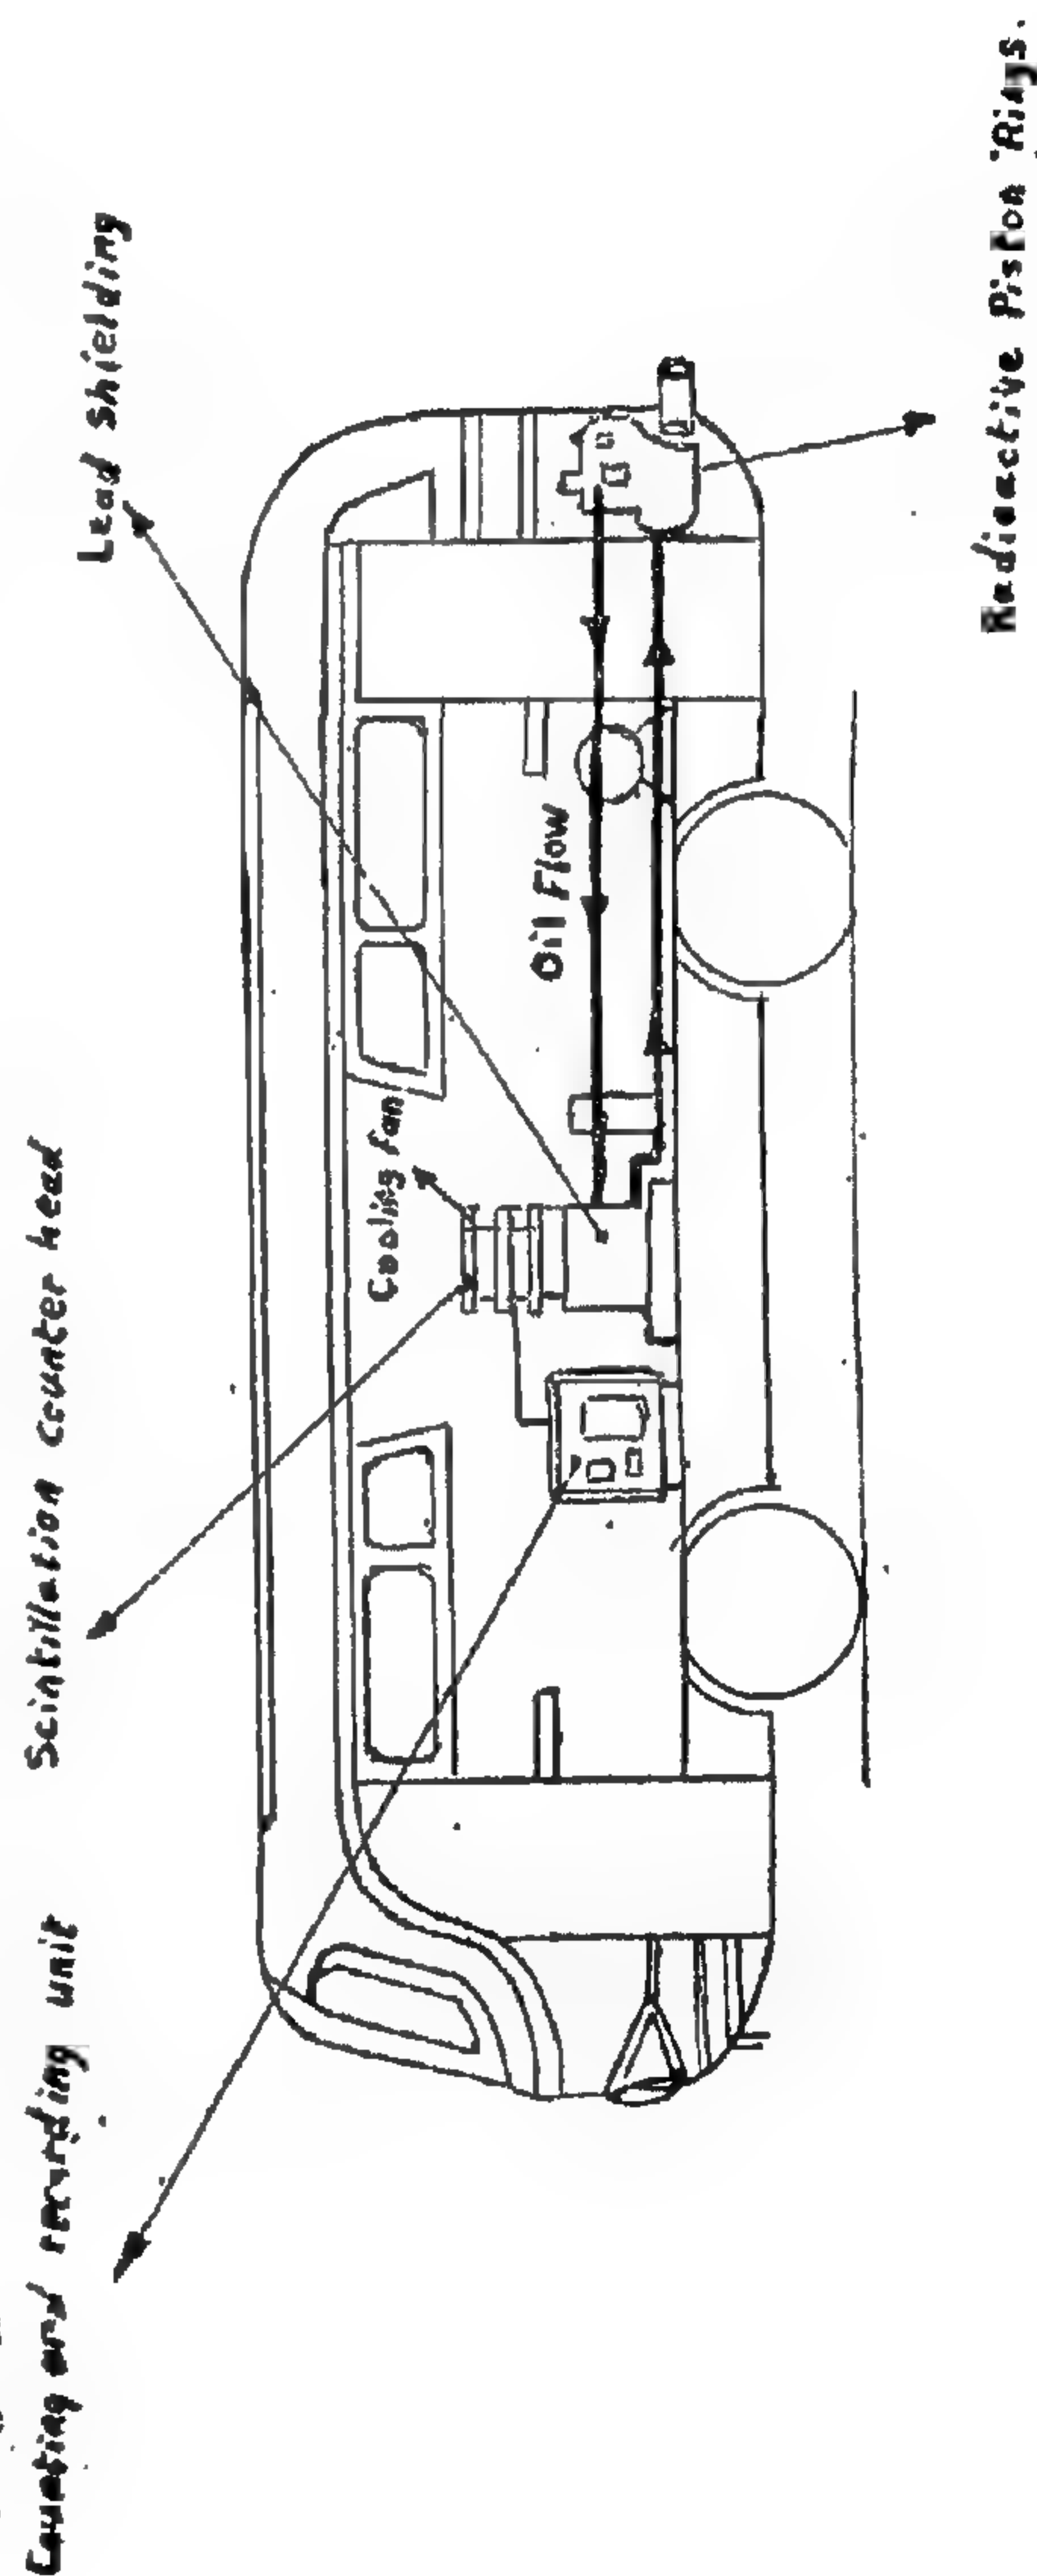 Counting and recording unit
Scintillation counter head
Lead shielding
Cooling fan
Oil Flow
Radioactive Piston Rings.